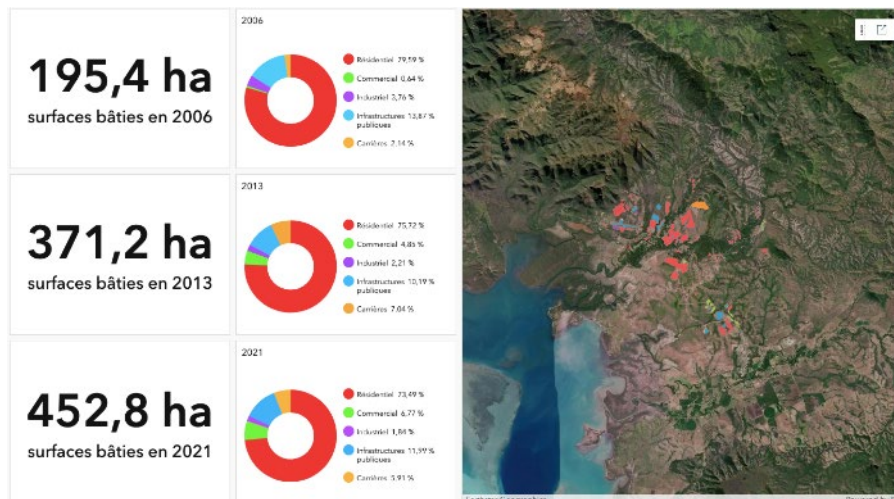 195,4 ha
surfaces bâties en 2006
2006
Résidentiel 79,59 %
Commercial 0,64 %
Industriel 3,76 %
Infrastructures 13,87 %
publiques
Carrières 2,14 %
371,2 ha
surfaces bâties en 2013
2013
Résidentiel 75,72 %
Commercial 4,85 %
Industriel 2,21 %
Infrastructures 10,19 %
publiques
Carrières 7,04 %
452,8 ha
surfaces bâties en 2021
2021
Résidentiel 73,49 %
Commercial 6,77 %
Industriel 1,84 %
Infrastructures 11,99 %
publiques
Carrières 5,91 %